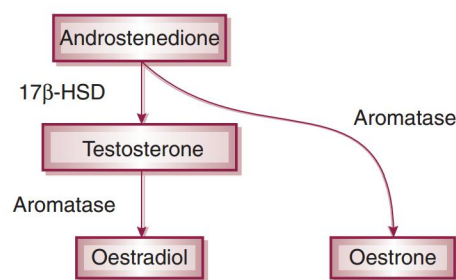 Androstenedione
17β-HSD
Aromatase
Testosterone
Aromatase
Oestradiol
Oestrone